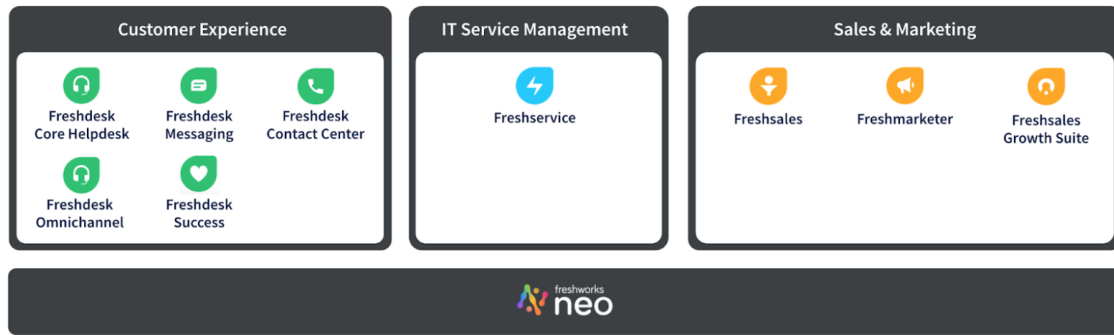 Customer Experience
Freshdesk
Core Helpdesk
Freshdesk
Messaging
Freshdesk
Contact Center
Freshdesk
Omnichannel
Freshdesk
Success
IT Service Management
Freshservice
Sales & Marketing
Freshsales
Freshmarketer
Freshsales
Growth Suite
freshworks
neo